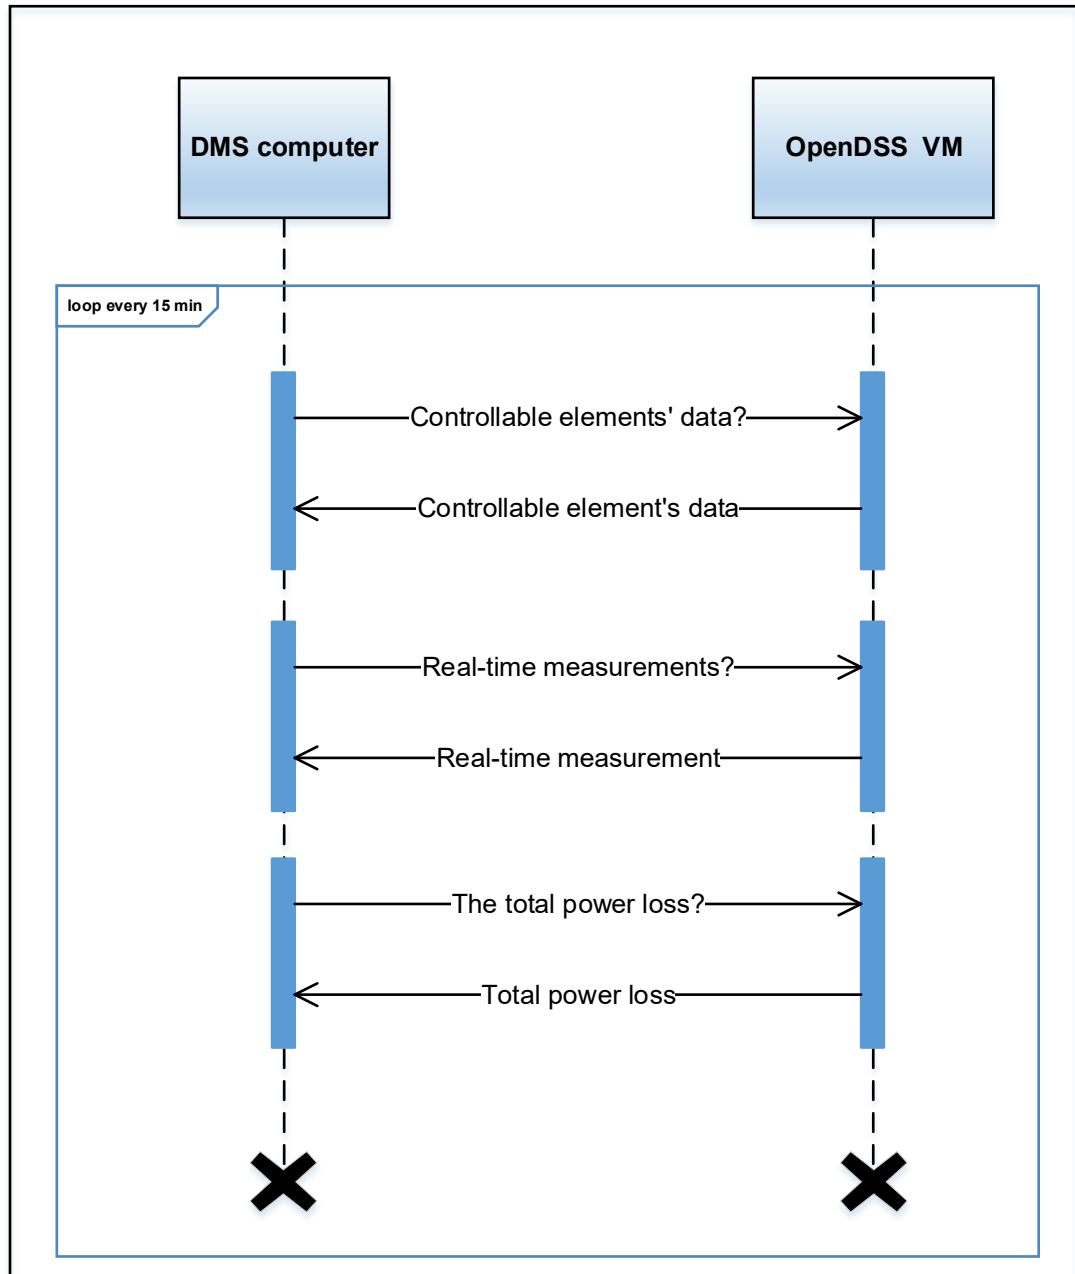 DMS computer
OpenDSS  VM
loop every 15 min
Controllable elements' data?
Controllable element's data
Real-time measurements?
Real-time measurement
The total power loss?
Total power loss